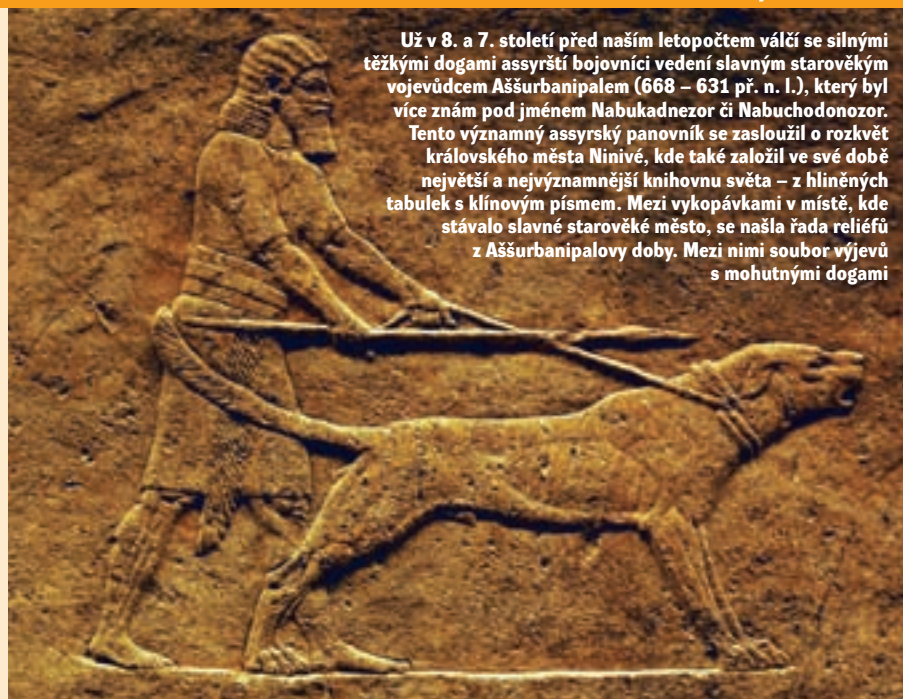 Už v 8. a 7. století před naším letopočtem válčí se silnými
těžkými dogami assyrští bojovníci vedení slavným starověkým
vojevůdcem Aššurbanipalem (668 – 631 př. n. l.), který byl
více znám pod jménem Nabukadnezor či Nabuchodonozor.
Tento významný assyrský panovník se zasloužil o rozkvět
královského města Ninivé, kde také založil ve své době
největší a nejvýznamnější knihovnu světa – z hliněných
tabulek s klínovým písmem. Mezi vykopávkami v místě, kde
stávalo slavné starověké město, se našla řada reliéfů
z Aššurbanipalovy doby. Mezi nimi soubor výjevů
s mohutnými dogami